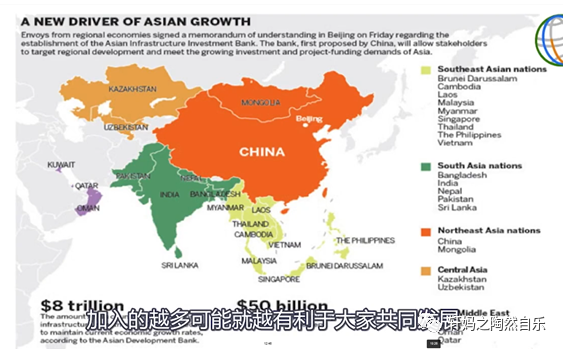 A NEW DRIVER OF ASIAN GROWTH
Envoys from regional economies signed a memorandum of understanding in Beijing on Friday regarding the
establishment of the Asian Infrastructure Investment Bank. The bank, first proposed by China, will allow stakeholders
to target regional development and meet the growing investment and project-funding demands of Asia.
KAZAKHSTAN
UZBEKISTAN
MONGOLIA
Beijing
CHINA
KUWAIT
QATAR
OMAN
PAKISTAN
NEPAL
INDIA
BANGLADESH
MYANMAR
LAOS
THAILAND
CAMBODIA
VIETNAM
THE PHILIPPINES
MALAYSIA
BRUNEI DARUSSALAM
SRI LANKA
SINGAPORE
Southeast Asian nations
Brunei Darussalam
Cambodia
Laos
Malaysia
Myanmar
Singapore
Thailand
The Philippines
Vietnam
South Asia nations
Bangladesh
India
Nepal
Pakistan
Sri Lanka
Northeast Asia nations
China
Mongolia
Central Asia
Kazakhstan
Uzbekistan
Middle East
Oman
Qatar
$8 trillion
The amount
infrastructure
to maintain current economic growth rates,
according to the Asian Development Bank.
$50 billion
加入的越多可能就越有利于大家共同发展
妈之陶然自乐